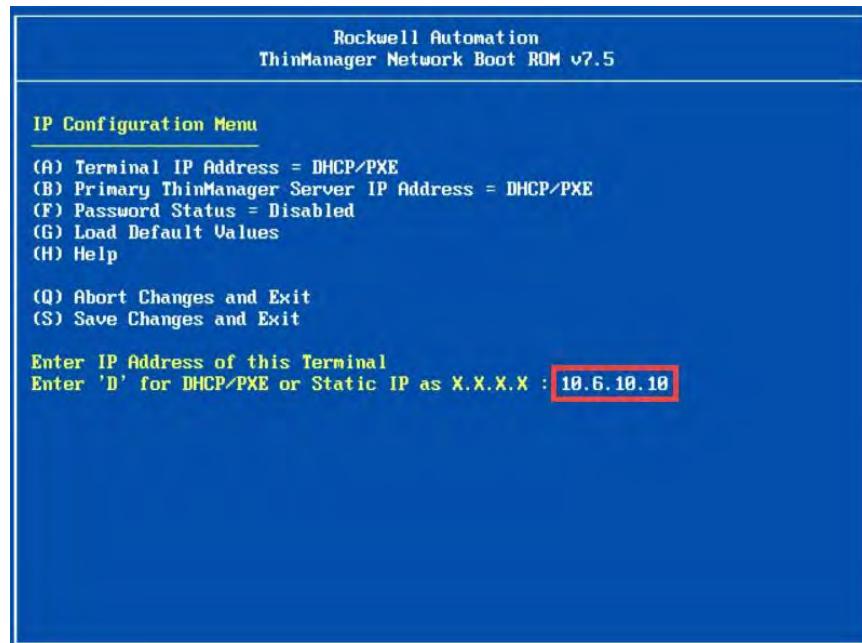 Rockwell Automation
ThinManager Network Boot ROM v7.5
IP Configuration Menu
(A) Terminal IP Address = DHCP/PXE
(B) Primary ThinManager Server IP Address = DHCP/PXE
(F) Password Status = Disabled
(G) Load Default Values
(H) Help
(Q) Abort Changes and Exit
(S) Save Changes and Exit
Enter IP Address of this Terminal
Enter 'D' for DHCP/PXE or Static IP as X.X.X.X : 10.6.10.10